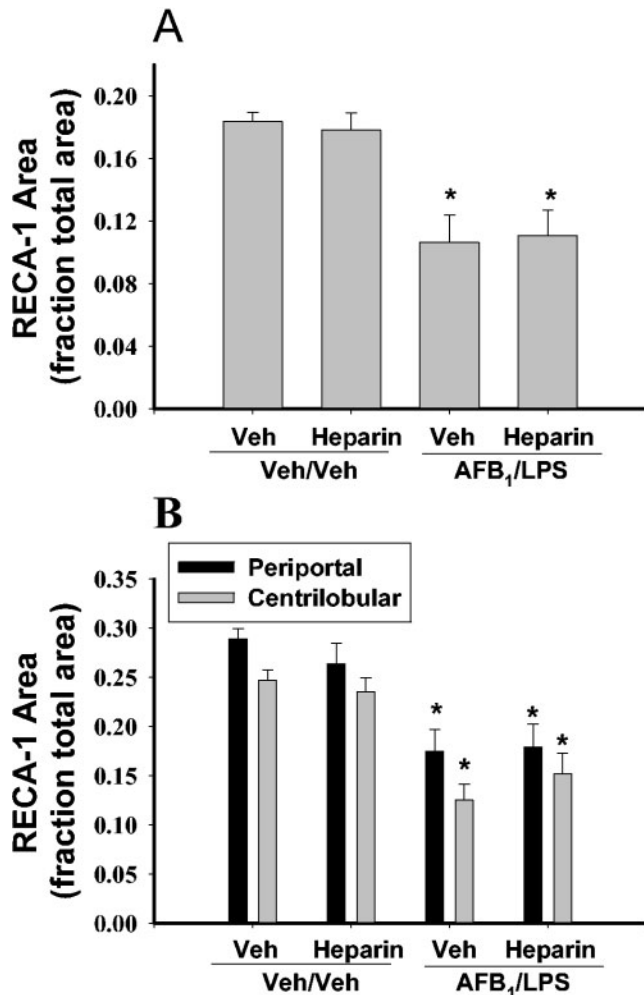 A
RECA-1 Area
(fraction total area)
0.20
0.16
0.12
0.08
0.04
0.00
* *
Veh Heparin Veh Heparin
Veh/Veh AFB₁/LPS
B
Periportal
Centrilobular
RECA-1 Area
(fraction total area)
0.35
0.30
0.25
0.20
0.15
0.10
0.05
0.00
* * * *
Veh Heparin Veh Heparin
Veh/Veh AFB₁/LPS